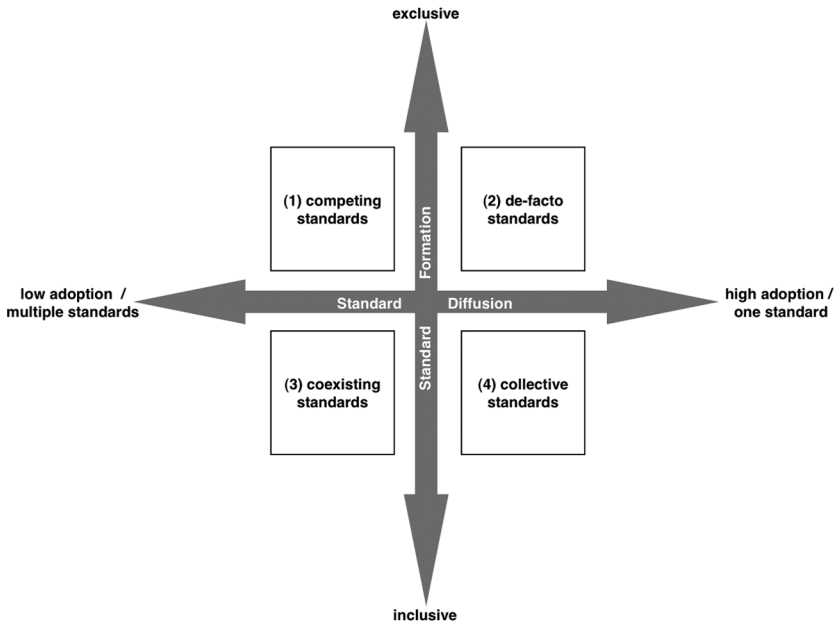 exclusive
(1) competing
standards
(2) de-facto
standards
Standard Formation
low adoption /
multiple standards
Standard Diffusion
high adoption /
one standard
(3) coexisting
standards
(4) collective
standards
inclusive